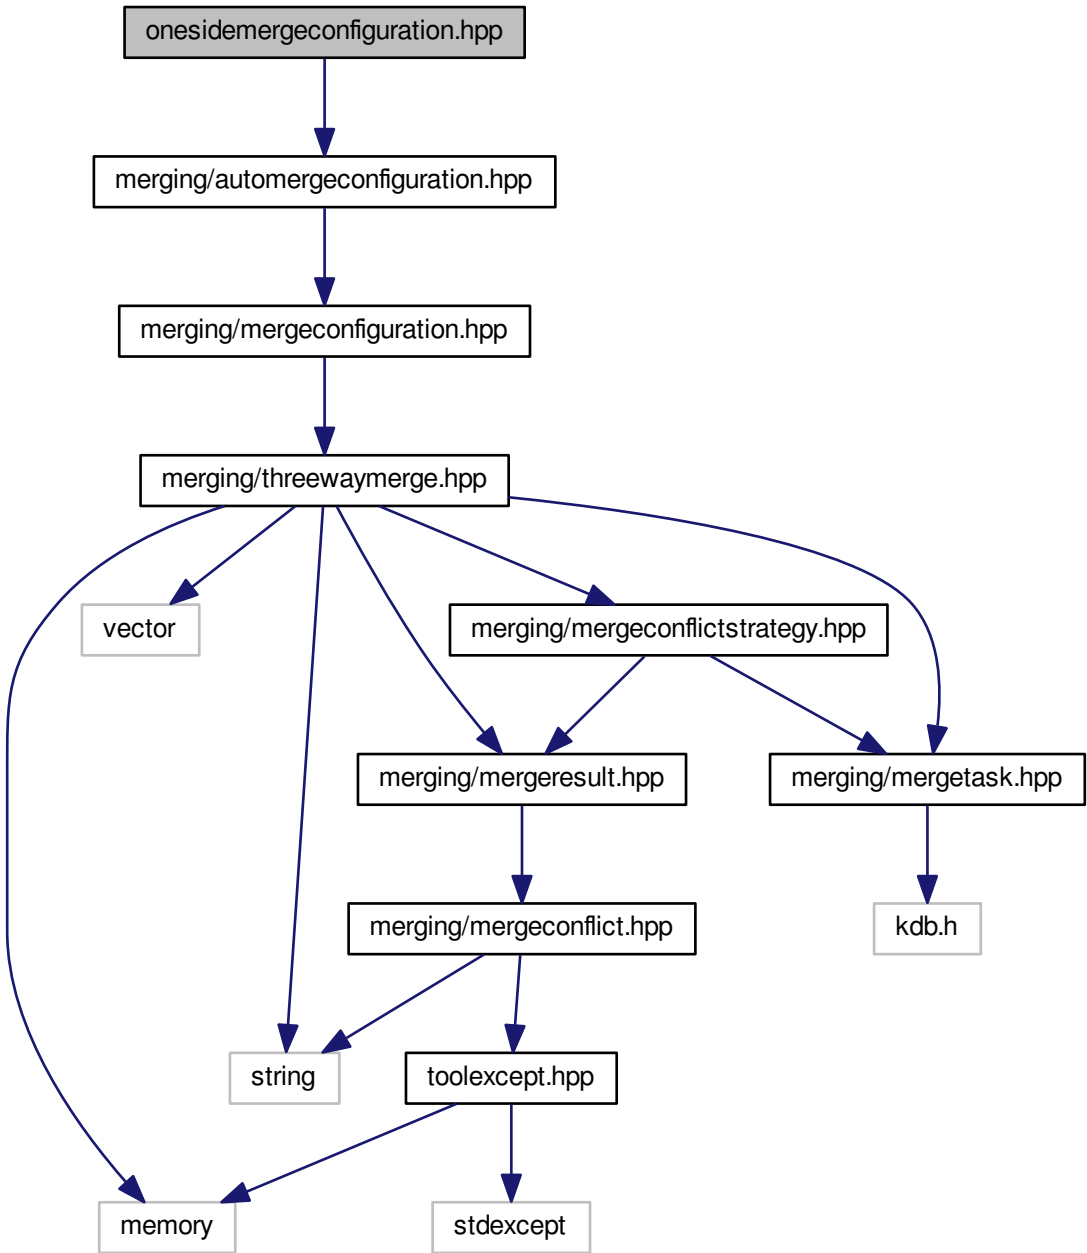 onesidemergeconfiguration.hpp
merging/automergeconfiguration.hpp
merging/mergeconfiguration.hpp
merging/threewaymerge.hpp
vector
merging/mergeconflictstrategy.hpp
merging/mergeresult.hpp
merging/mergetask.hpp
merging/mergeconflict.hpp
kdb.h
string
toolexcept.hpp
memory
stdexcept